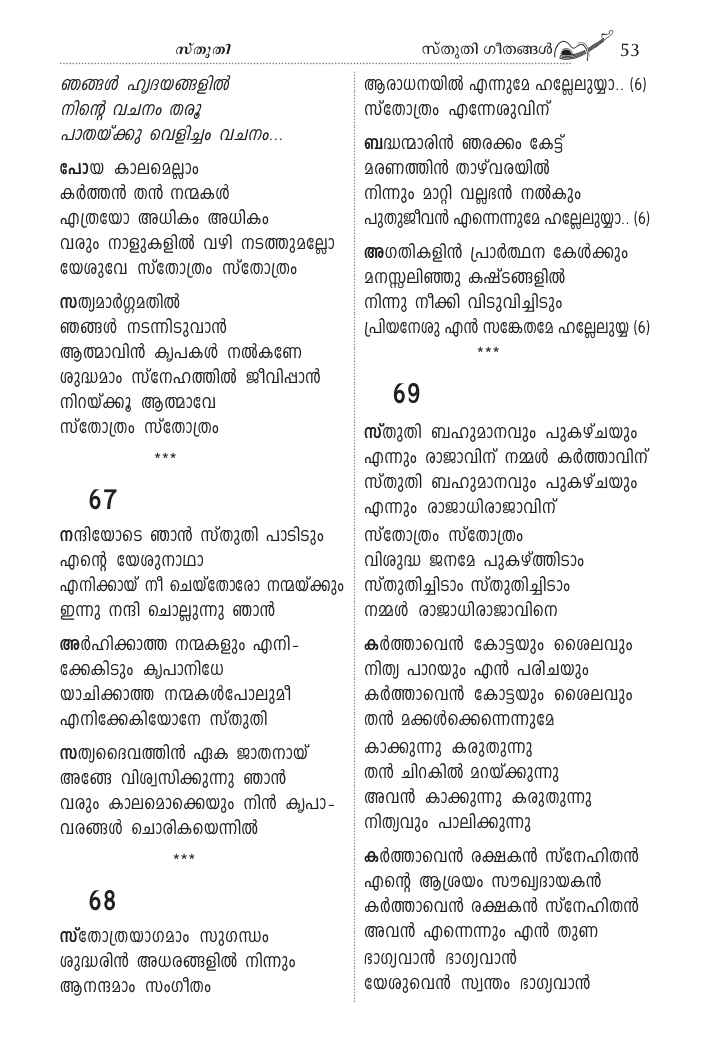 സ്തുതി
സ്തുതി ഗീതങ്ങൾ 53
ഞങ്ങൾ ഹൃദയങ്ങളിൽ
നിന്റെ വചനം തരൂ
പാതയ്ക്കു വെളിച്ചം വചനം...
പോയ കാലമെല്ലാം
കർത്തൻ തൻ നന്മകൾ
എത്രയോ അധികം അധികം
വരും നാളുകളിൽ വഴി നടത്തുമല്ലോ
യേശുവേ സ്തോത്രം സ്തോത്രം
സത്യമാർഗ്ഗമതിൽ
ഞങ്ങൾ നടന്നിടുവാൻ
ആത്മാവിൻ കൃപകൾ നൽകണേ
ശുദ്ധമാം സ്നേഹത്തിൽ ജീവിപ്പാൻ
നിറയ്ക്കൂ ആത്മാവേ
സ്തോത്രം സ്തോത്രം
***
67
നന്ദിയോടെ ഞാൻ സ്തുതി പാടിടും
എന്റെ യേശുനാഥാ
എനിക്കായ് നീ ചെയ്തോരോ നന്മയ്ക്കും
ഇന്നു നന്ദി ചൊല്ലുന്നു ഞാൻ
അർഹിക്കാത്ത നന്മകളും എനി-
ക്കേകിടും കൃപാനിധേ
യാചിക്കാത്ത നന്മകൾപോലുമീ
എനിക്കേകിയോനേ സ്തുതി
സത്യദൈവത്തിൻ ഏക ജാതനായ്
അങ്ങേ വിശ്വസിക്കുന്നു ഞാൻ
വരും കാലമൊക്കെയും നിൻ കൃപാ-
വരങ്ങൾ ചൊരികയെന്നിൽ
***
68
സ്തോത്രയാഗമാം സുഗന്ധം
ശുദ്ധരിൻ അധരങ്ങളിൽ നിന്നും
ആനന്ദമാം സംഗീതം
ആരാധനയിൽ എന്നുമേ ഹല്ലേലുയ്യാ.. (6)
സ്തോത്രം എന്നേശുവിന്
ബദ്ധന്മാരിൻ ഞരക്കം കേട്ട്
മരണത്തിൻ താഴ്വരയിൽ
നിന്നും മാറ്റി വല്ലഭൻ നൽകും
പുതുജീവൻ എന്നെന്നുമേ ഹല്ലേലുയ്യാ.. (6)
അഗതികളിൻ പ്രാർത്ഥന കേൾക്കും
മനസ്സലിഞ്ഞു കഷ്ടങ്ങളിൽ
നിന്നു നീക്കി വിടുവിച്ചിടും
പ്രിയനേശു എൻ സങ്കേതമേ ഹല്ലേലുയ്യ (6)
***
69
സ്തുതി ബഹുമാനവും പുകഴ്ചയും
എന്നും രാജാവിന് നമ്മൾ കർത്താവിന്
സ്തുതി ബഹുമാനവും പുകഴ്ചയും
എന്നും രാജാധിരാജാവിന്
സ്തോത്രം സ്തോത്രം
വിശുദ്ധ ജനമേ പുകഴ്ത്തിടാം
സ്തുതിച്ചിടാം സ്തുതിച്ചിടാം
നമ്മൾ രാജാധിരാജാവിനെ
കർത്താവെൻ കോട്ടയും ശൈലവും
നിത്യ പാറയും എൻ പരിചയും
കർത്താവെൻ കോട്ടയും ശൈലവും
തൻ മക്കൾക്കെന്നെന്നുമേ
കാക്കുന്നു കരുതുന്നു
തൻ ചിറകിൽ മറയ്ക്കുന്നു
അവൻ കാക്കുന്നു കരുതുന്നു
നിത്യവും പാലിക്കുന്നു
കർത്താവെൻ രക്ഷകൻ സ്നേഹിതൻ
എന്റെ ആശ്രയം സൗഖ്യദായകൻ
കർത്താവെൻ രക്ഷകൻ സ്നേഹിതൻ
അവൻ എന്നെന്നും എൻ തുണ
ഭാഗ്യവാൻ ഭാഗ്യവാൻ
യേശുവെൻ സ്വന്തം ഭാഗ്യവാൻ